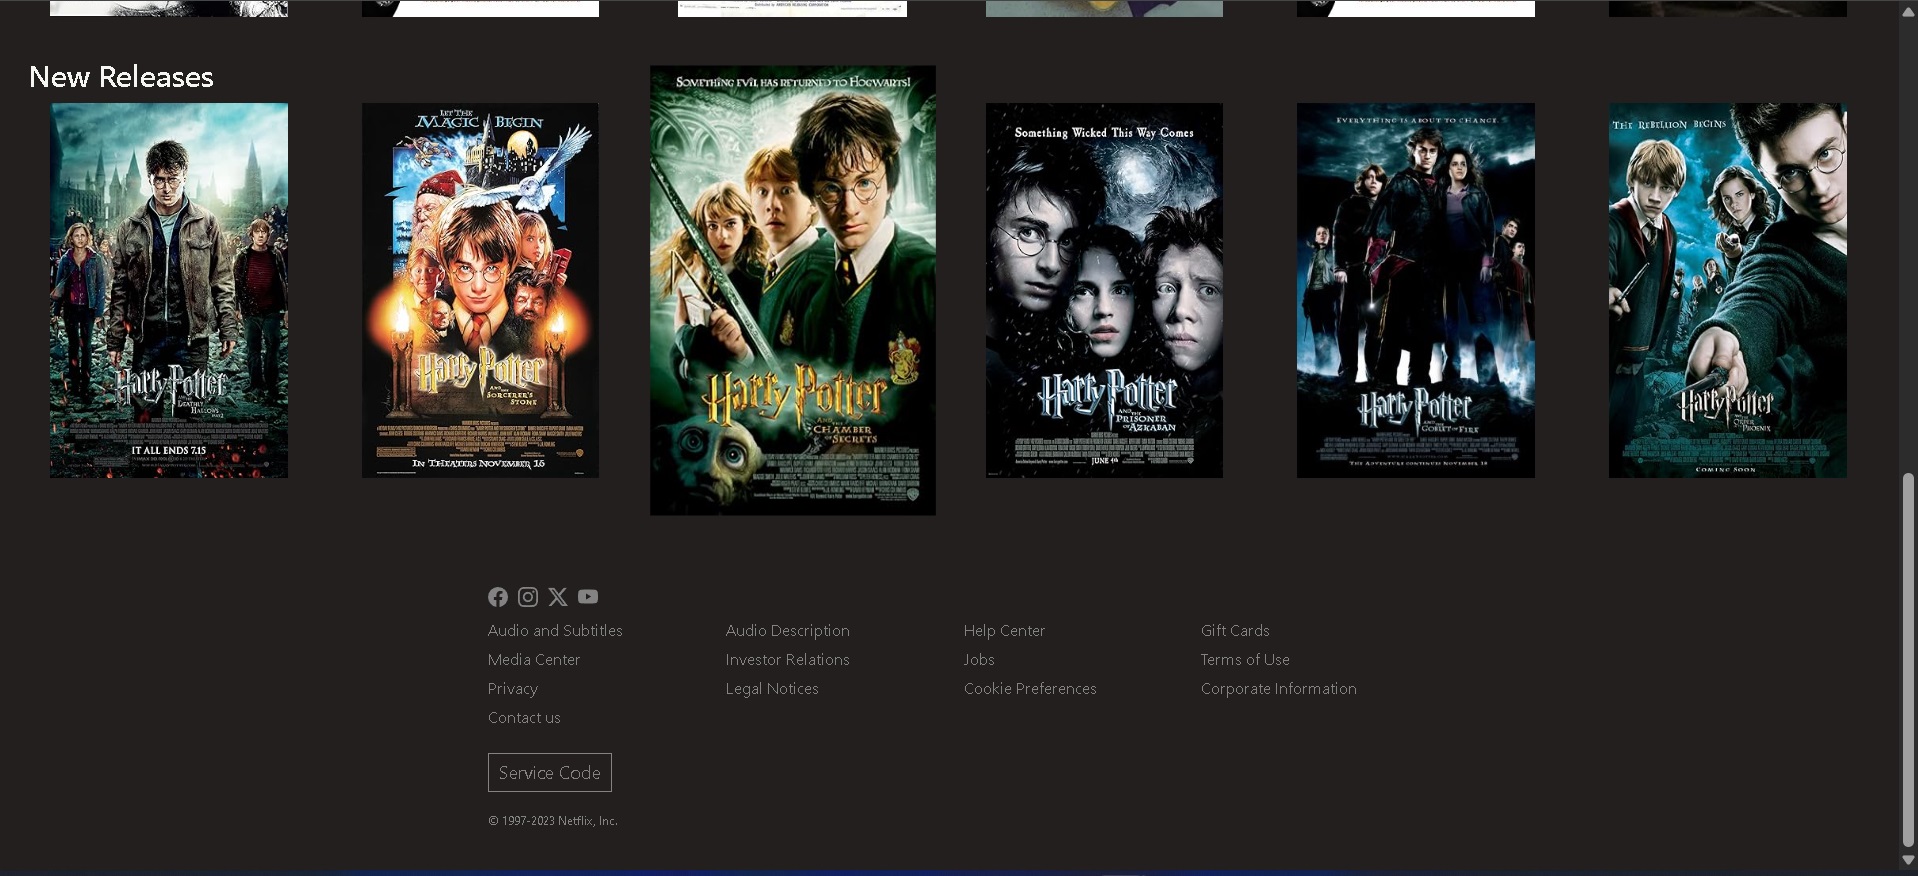 New Releases
IT ALL ENDS 7.15
Harry Potter
AND THE
DEATHLY
HALLOWS
LET THE
MAGIC BEGIN
Harry Potter
AND THE
SORCERER'S
STONE
IN THEATERS NOVEMBER 16
SOMETHING EVIL HAS RETURNED TO HOGWARTS!
Harry Potter
AND THE
CHAMBER
OF SECRETS
Something Wicked This Way Comes
Harry Potter
AND THE
PRISONER
OF AZKABAN
JUNE 4th
EVERYTHING IS ABOUT TO CHANGE.
Harry Potter
AND THE
GOBLET OF FIRE
THE ADVENTURE CONTINUES NOVEMBER 18
THE REBELLION BEGINS
Harry Potter
AND THE
ORDER OF THE
PHOENIX
COMING SOON
Audio and Subtitles
Audio Description
Help Center
Gift Cards
Media Center
Investor Relations
Jobs
Terms of Use
Privacy
Legal Notices
Cookie Preferences
Corporate Information
Contact us
Service Code
© 1997-2023 Netflix, Inc.